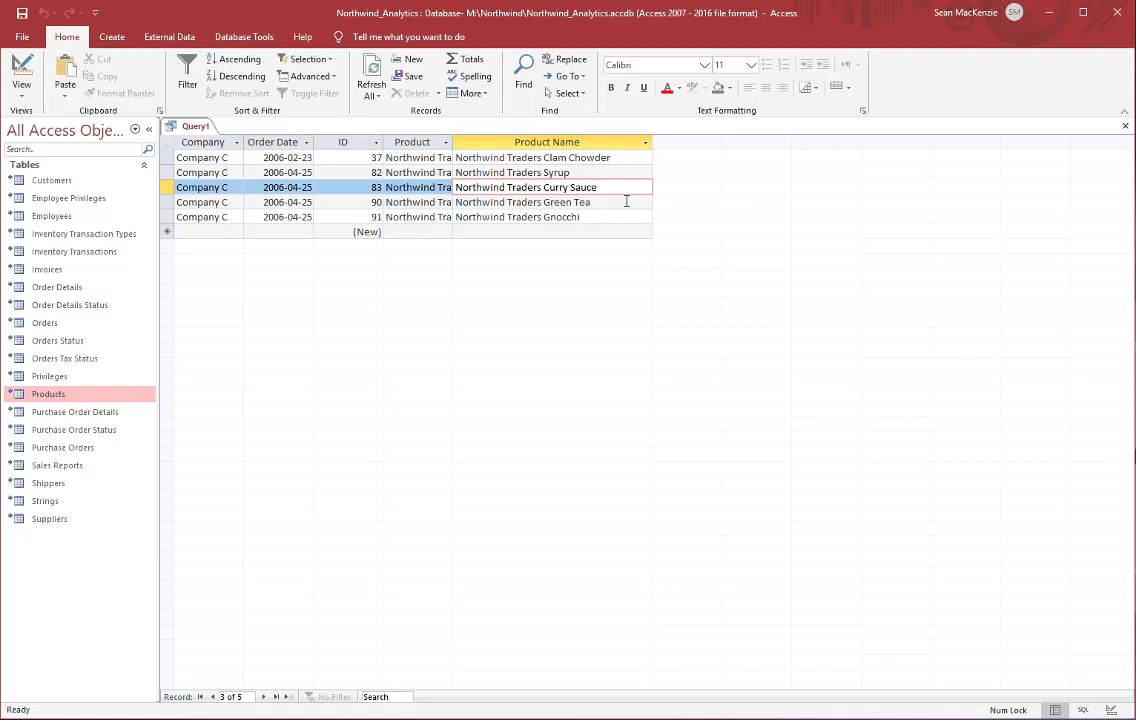 Northwind_Analytics : Database- M:\Northwind\Northwind_Analytics.accdb (Access 2007 - 2016 file format) - Access
Sean MacKenzie
SM
File Home Create External Data Database Tools Help Tell me what you want to do
View
Views
Paste
Cut
Copy
Format Painter
Clipboard
Filter
Ascending
Descending
Remove Sort
Selection
Advanced
Toggle Filter
Sort & Filter
Refresh
All
New
Save
Delete
Totals
Spelling
More
Records
Find
Replace
Go To
Select
Find
Calibri 11
B I U A
Text Formatting
All Access Obje...
Search...
Tables
Customers
Employee Privileges
Employees
Inventory Transaction Types
Inventory Transactions
Invoices
Order Details
Order Details Status
Orders
Orders Status
Orders Tax Status
Privileges
Products
Purchase Order Details
Purchase Order Status
Purchase Orders
Sales Reports
Shippers
Strings
Suppliers
Query1
Company Order Date ID Product Product Name
Company C 2006-02-23 37 Northwind Tra Northwind Traders Clam Chowder
Company C 2006-04-25 82 Northwind Tra Northwind Traders Syrup
Company C 2006-04-25 83 Northwind Tra Northwind Traders Curry Sauce
Company C 2006-04-25 90 Northwind Tra Northwind Traders Green Tea
Company C 2006-04-25 91 Northwind Tra Northwind Traders Gnocchi
* (New)
Record: 3 of 5 No Filter Search
Ready
Num Lock
SQL